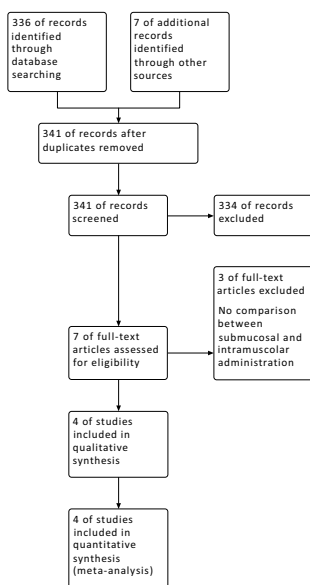 336 of records
identified
through
database
searching
7 of additional
records
identified
through other
sources
341 of records after
duplicates removed
341 of records
screened
334 of records
excluded
3 of full-text
articles excluded
No comparison
between
submucosal and
intramuscular
administration
7 of full-text
articles assessed
for eligibility
4 of studies
included in
qualitative
synthesis
4 of studies
included in
quantitative
synthesis
(meta-analysis)